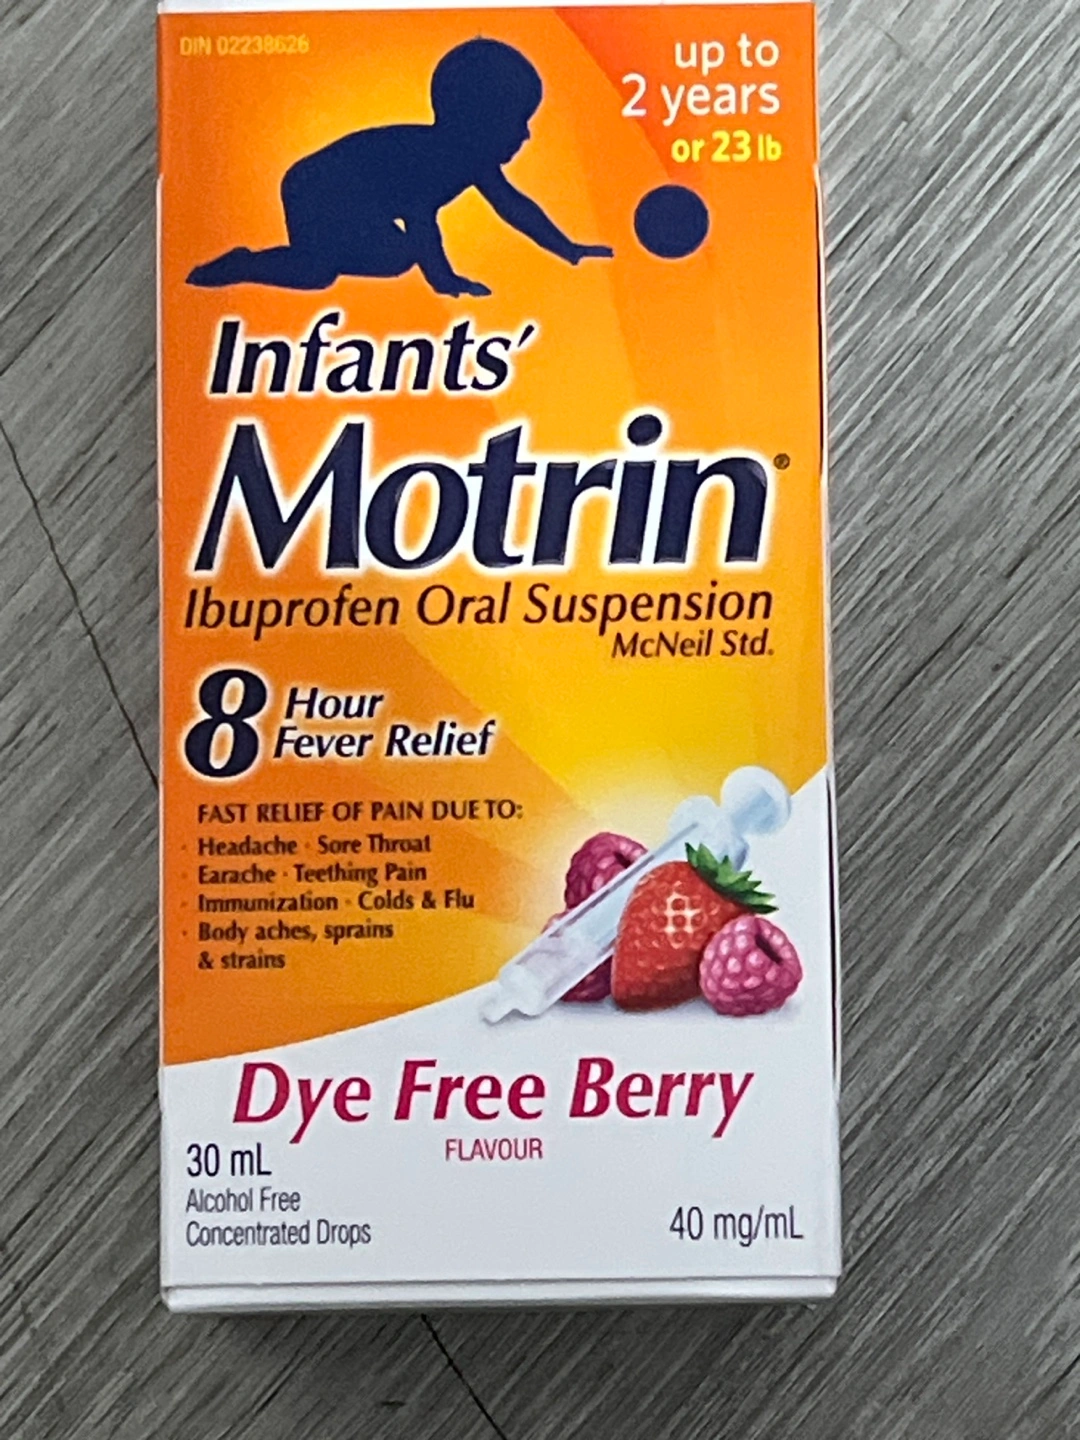 DIN 02238626
up to
2 years
or 23 lb
Infants'
Motrin®
Ibuprofen Oral Suspension
McNeil Std.
8 Hour
Fever Relief
FAST RELIEF OF PAIN DUE TO:
· Headache · Sore Throat
· Earache · Teething Pain
· Immunization · Colds & Flu
· Body aches, sprains
& strains
Dye Free Berry
FLAVOUR
30 mL
Alcohol Free
Concentrated Drops
40 mg/mL